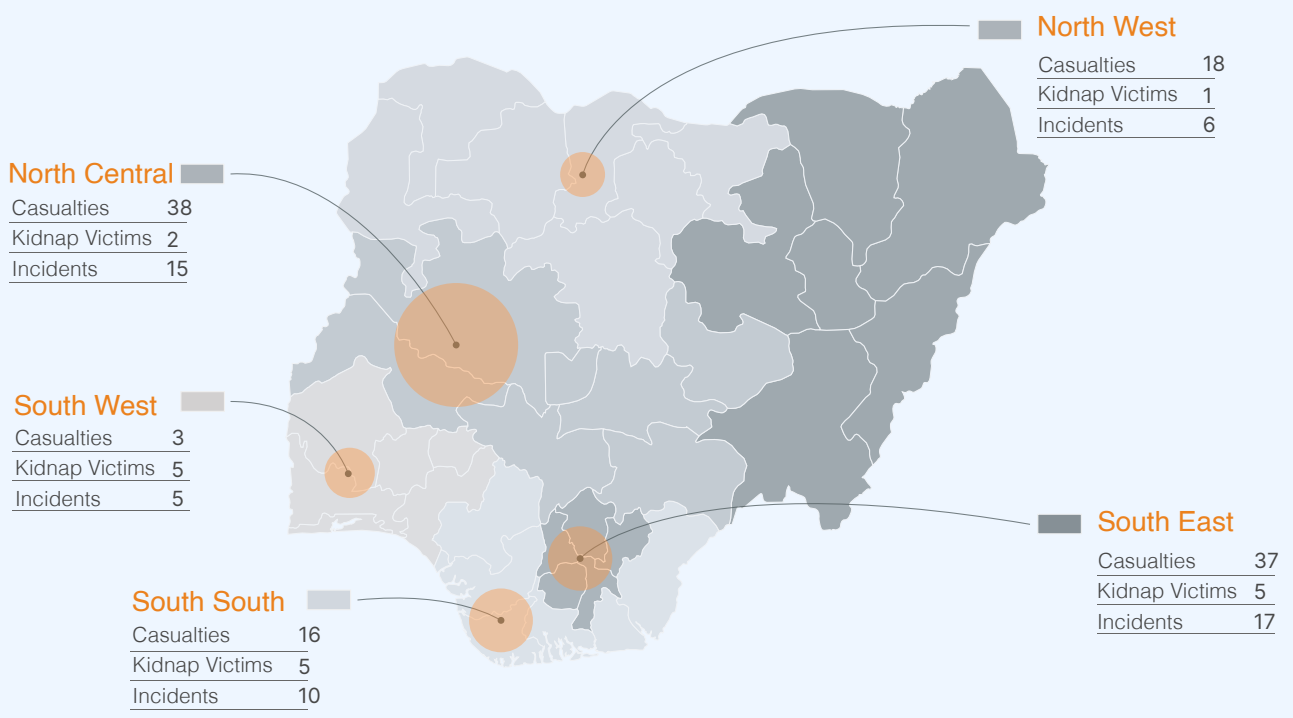 North West
Casualties 18
Kidnap Victims 1
Incidents 6
North Central
Casualties 38
Kidnap Victims 2
Incidents 15
South West
Casualties 3
Kidnap Victims 5
Incidents 5
South East
Casualties 37
Kidnap Victims 5
Incidents 17
South South
Casualties 16
Kidnap Victims 5
Incidents 10